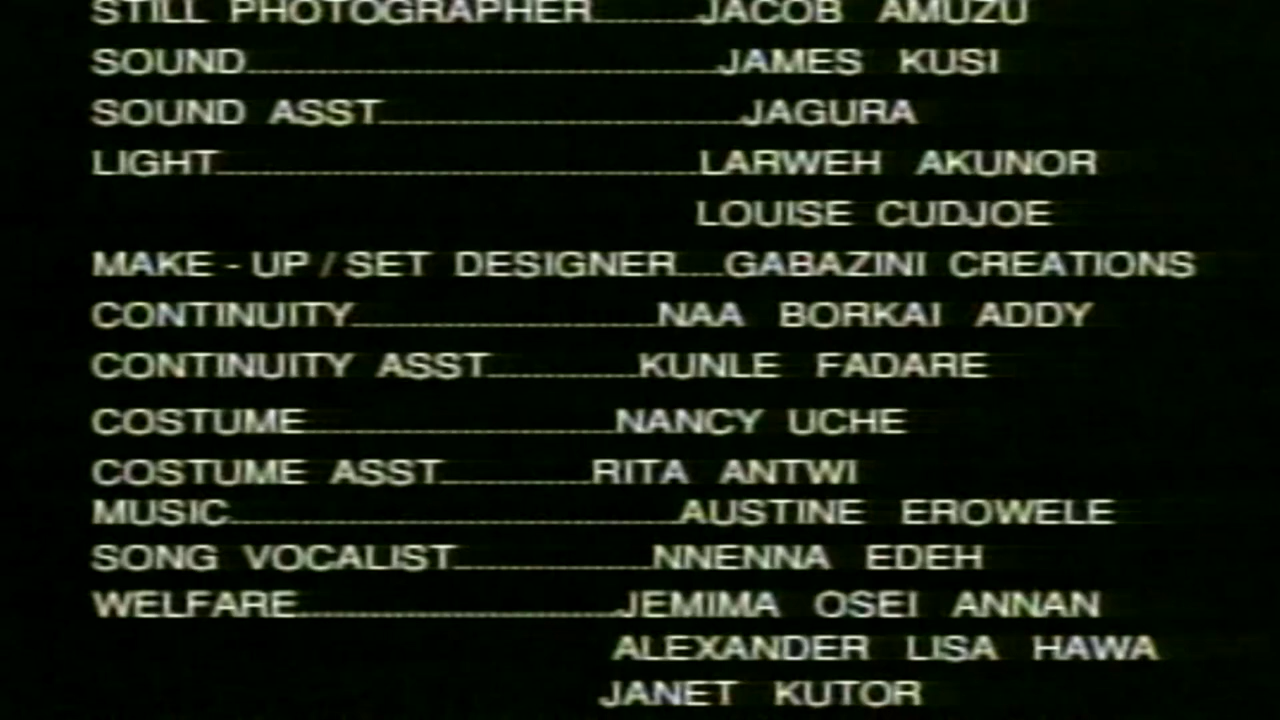 STILL PHOTOGRAPHER.........JACOB AMUZU
SOUND........................................JAMES KUSI
SOUND ASST..............................JAGURA
LIGHT........................................LARWEH AKUNOR
LOUISE CUDJOE
MAKE - UP / SET DESIGNER....GABAZINI CREATIONS
CONTINUITY.........................NAA BORKAI ADDY
CONTINUITY ASST.............KUNLE FADARE
COSTUME..........................NANCY UCHE
COSTUME ASST.............RITA ANTWI
MUSIC......................................AUSTINE EROWELE
SONG VOCALIST.................NNENNA EDEH
WELFARE...........................JEMIMA OSEI ANNAN
ALEXANDER LISA HAWA
JANET KUTOR